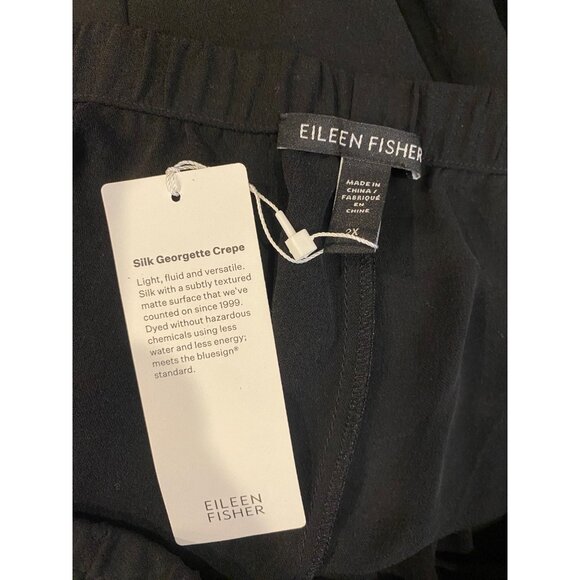 EILEEN FISHER
MADE IN
CHINA /
FABRIQUÉ
EN
CHINE
2X
Silk Georgette Crepe
Light, fluid and versatile.
Silk with a subtly textured
matte surface that we've
counted on since 1999.
Dyed without hazardous
chemicals using less
water and less energy;
meets the bluesign®
standard.
EILEEN
FISHER